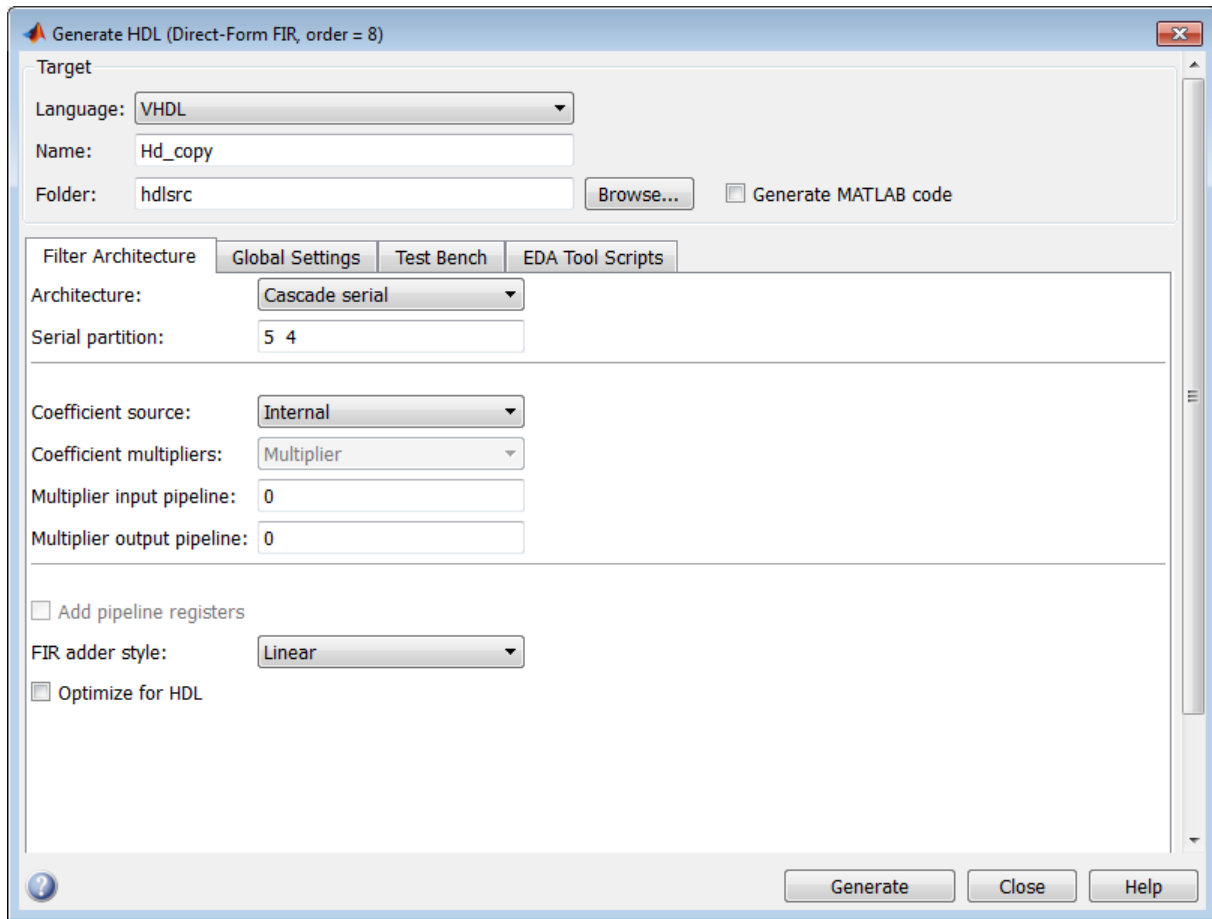 Generate HDL (Direct-Form FIR, order = 8)
Target
Language: VHDL
Name: Hd_copy
Folder: hdlsrc Browse... Generate MATLAB code
Filter Architecture Global Settings Test Bench EDA Tool Scripts
Architecture: Cascade serial
Serial partition: 5 4
Coefficient source: Internal
Coefficient multipliers: Multiplier
Multiplier input pipeline: 0
Multiplier output pipeline: 0
Add pipeline registers
FIR adder style: Linear
Optimize for HDL
? Generate Close Help